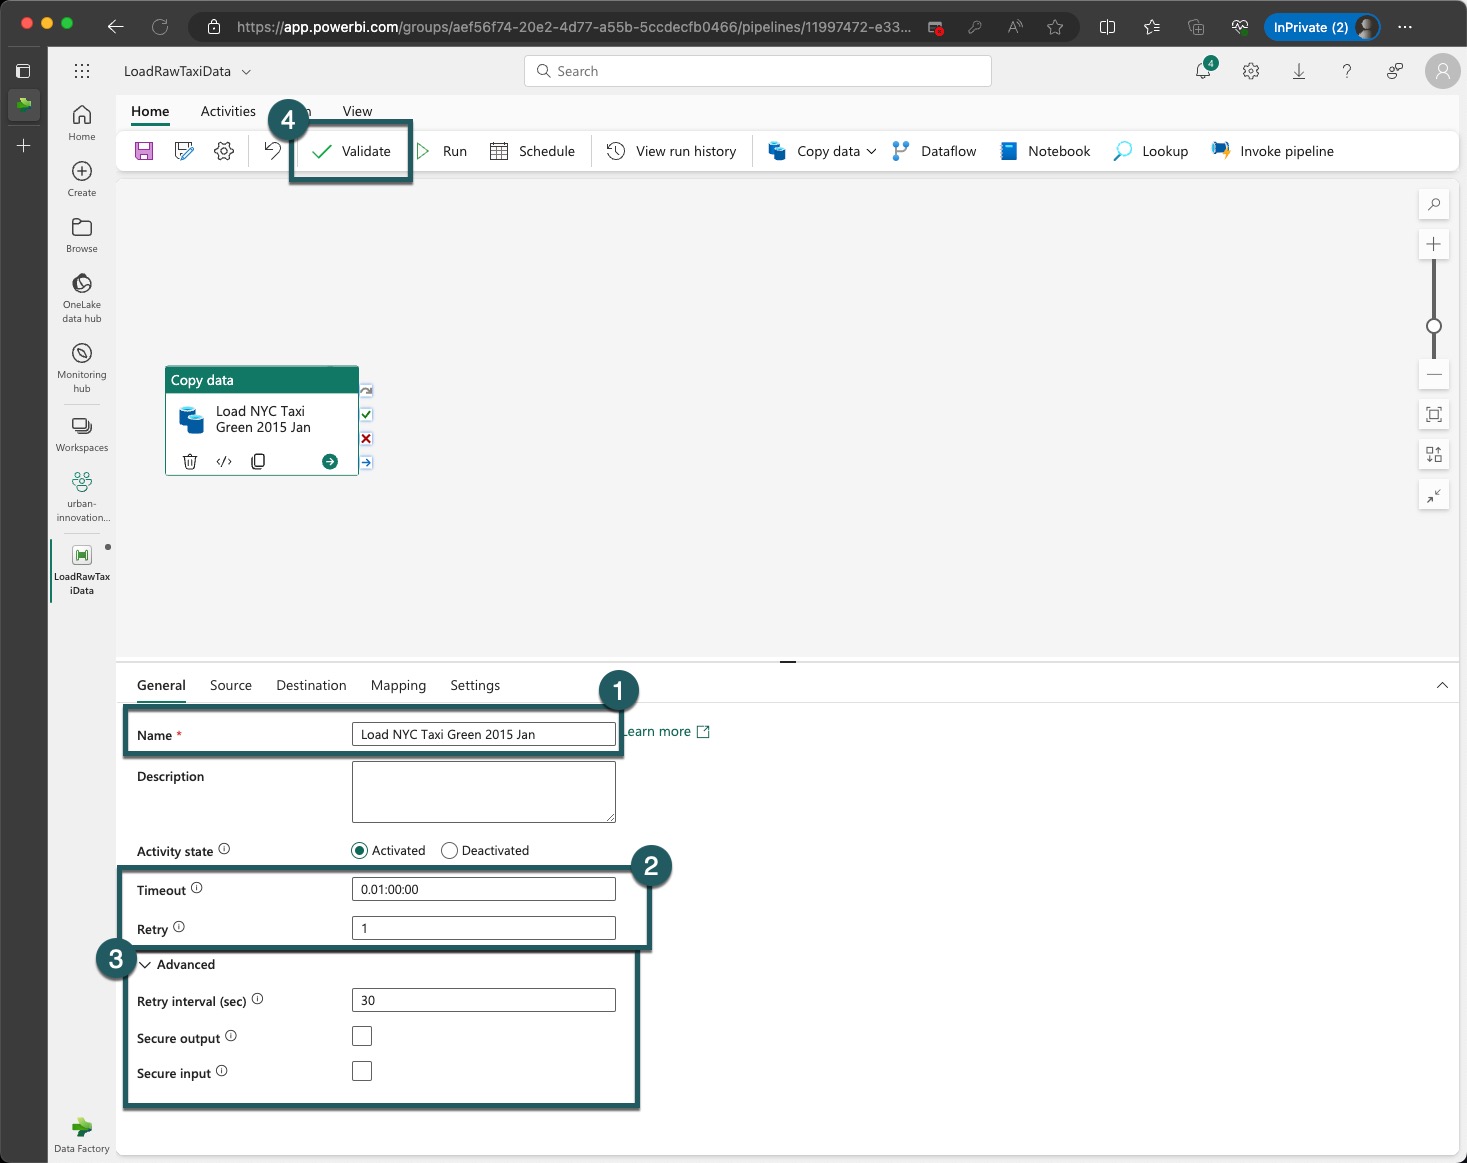 https://app.powerbi.com/groups/aef56f74-20e2-4d77-a55b-5ccdecfb0466/pipelines/11997472-e33...
InPrivate (2)
LoadRawTaxiData
Search
4
Home
Activities
View
4
Validate
Run
Schedule
View run history
Copy data
Dataflow
Notebook
Lookup
Invoke pipeline
Home
Create
Browse
OneLake
data hub
Monitoring
hub
Workspaces
urban-
innovation...
LoadRawTax
iData
Data Factory
Copy data
Load NYC Taxi
Green 2015 Jan
General
Source
Destination
Mapping
Settings
1
Name *
Load NYC Taxi Green 2015 Jan
Learn more
Description
Activity state
Activated
Deactivated
2
Timeout
0.01:00:00
Retry
1
3
Advanced
Retry interval (sec)
30
Secure output
Secure input